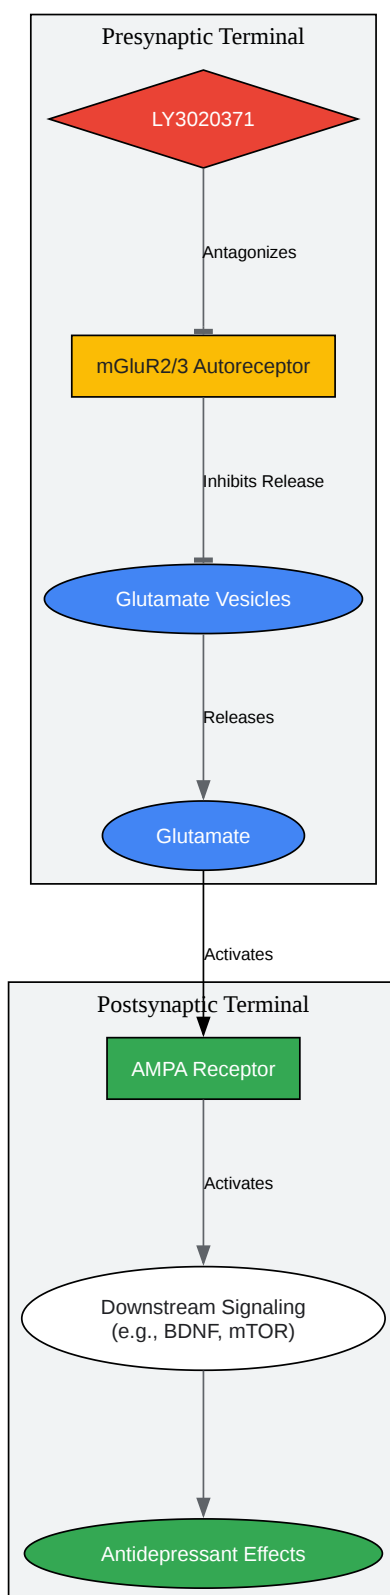 Presynaptic Terminal
LY3020371
Antagonizes
mGluR2/3 Autoreceptor
Inhibits Release
Glutamate Vesicles
Releases
Glutamate
Activates
Postsynaptic Terminal
AMPA Receptor
Activates
Downstream Signaling
(e.g., BDNF, mTOR)
Antidepressant Effects